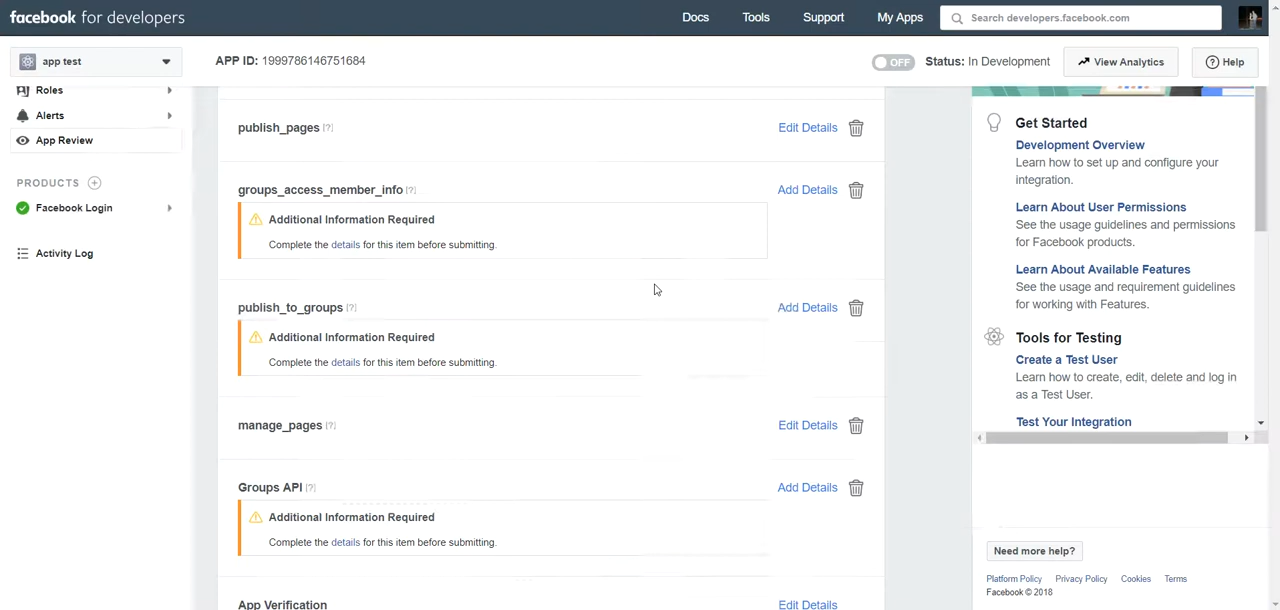 facebook for developers
Docs
Tools
Support
My Apps
Search developers.facebook.com
app test
APP ID: 1999786146751684
OFF
Status: In Development
View Analytics
Help
Roles
Alerts
App Review
PRODUCTS
Facebook Login
Activity Log
publish_pages [?]
Edit Details
groups_access_member_info [?]
Add Details
Additional Information Required
Complete the details for this item before submitting.
publish_to_groups [?]
Add Details
Additional Information Required
Complete the details for this item before submitting.
manage_pages [?]
Edit Details
Groups API [?]
Add Details
Additional Information Required
Complete the details for this item before submitting.
App Verification
Edit Details
Get Started
Development Overview
Learn how to set up and configure your
integration.
Learn About User Permissions
See the usage guidelines and permissions
for Facebook products.
Learn About Available Features
See the usage and requirement guidelines
for working with Features.
Tools for Testing
Create a Test User
Learn how to create, edit, delete and log in
as a Test User.
Test Your Integration
Need more help?
Platform Policy
Privacy Policy
Cookies
Terms
Facebook © 2018